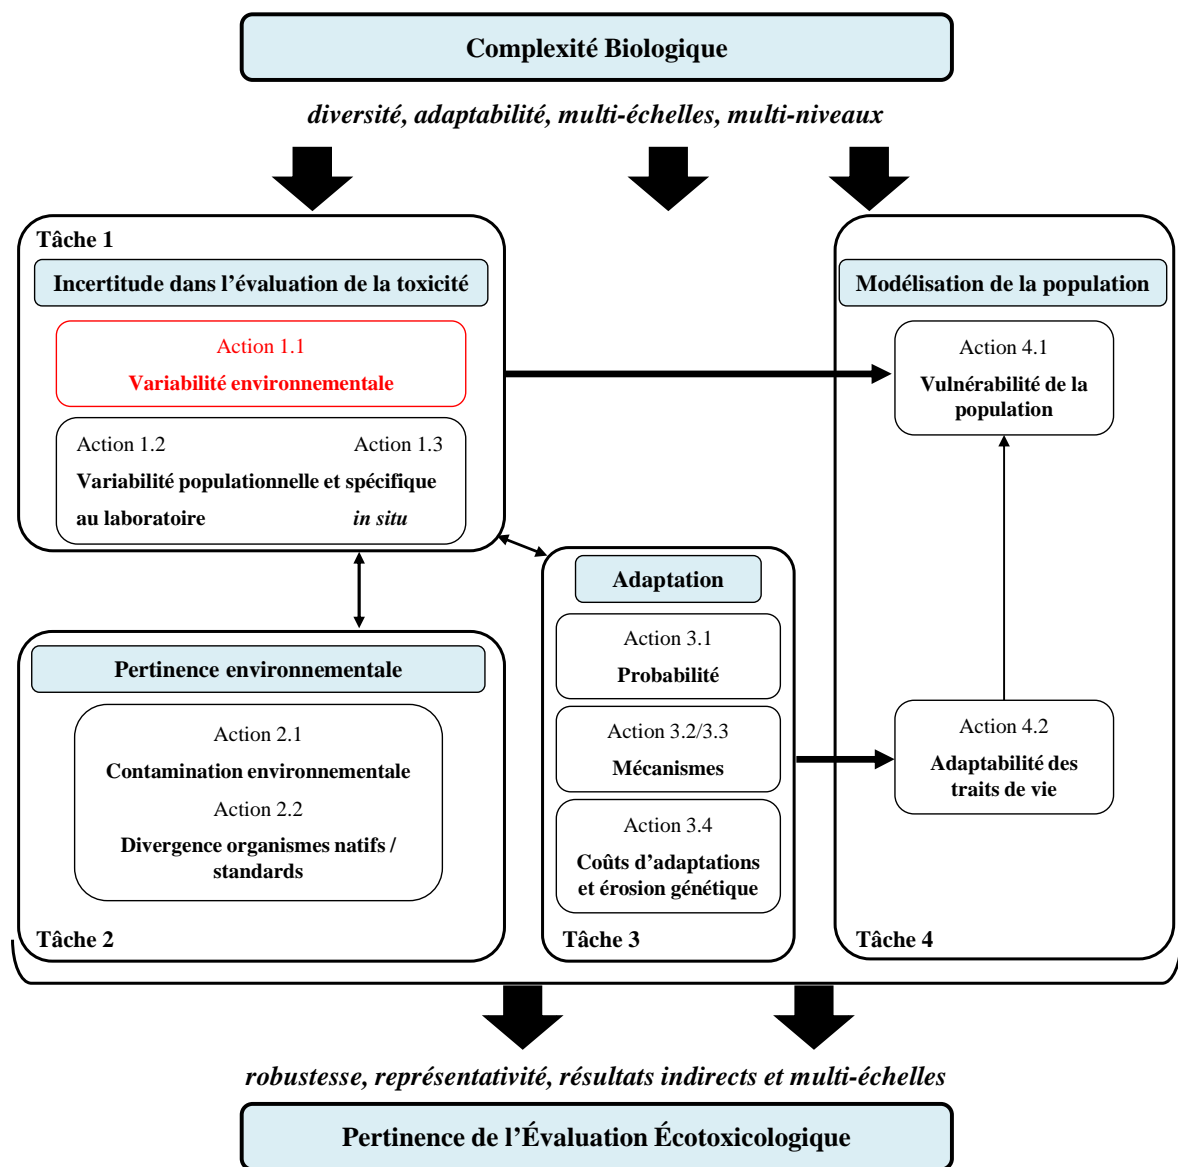 Complexité Biologique
diversité, adaptabilité, multi-échelles, multi-niveaux
Tâche 1
Incertitude dans l’évaluation de la toxicité
Action 1.1
Variabilité environnementale
Action 1.2 Action 1.3
Variabilité populationnelle et spécifique
au laboratoire in situ
Modélisation de la population
Action 4.1
Vulnérabilité de la
population
Pertinence environnementale
Action 2.1
Contamination environnementale
Action 2.2
Divergence organismes natifs /
standards
Tâche 2
Adaptation
Action 3.1
Probabilité
Action 3.2/3.3
Mécanismes
Action 3.4
Coûts d’adaptations
et érosion génétique
Tâche 3
Action 4.2
Adaptabilité des
traits de vie
Tâche 4
robustesse, représentativité, résultats indirects et multi-échelles
Pertinence de l’Évaluation Écotoxicologique